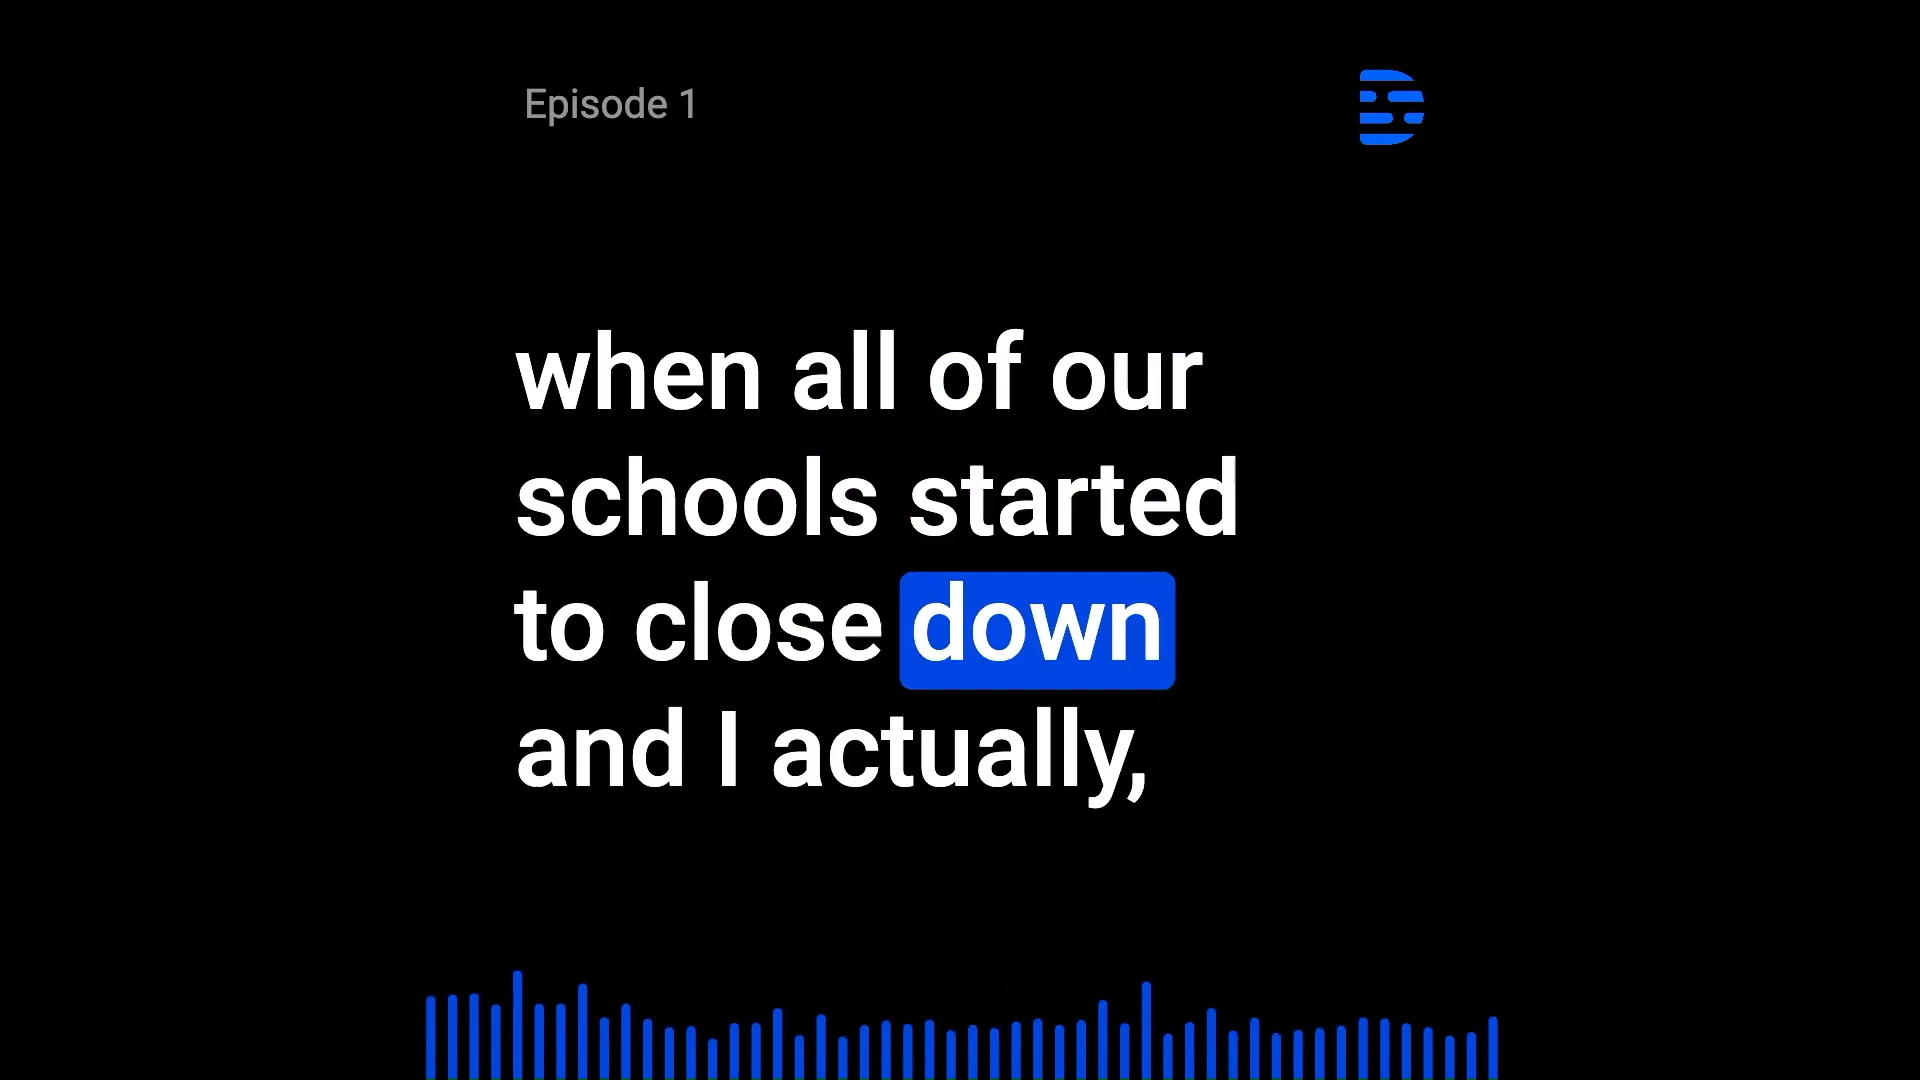 Episode 1
when all of our
schools started
to close down
and I actually,